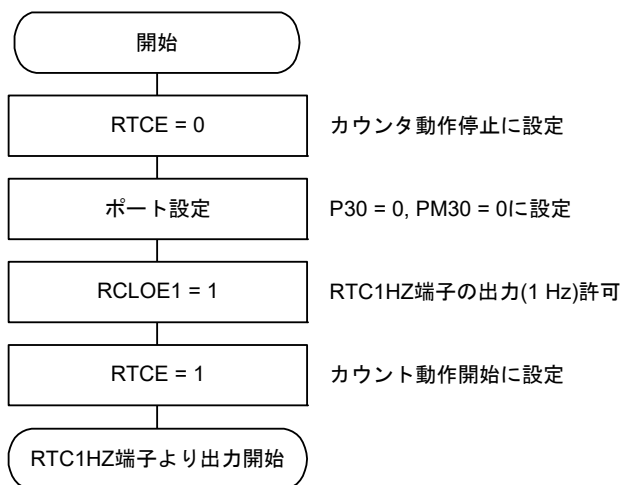 開始
RTCE = 0
カウンタ動作停止に設定
ポート設定
P30 = 0, PM30 = 0に設定
RCLOE1 = 1
RTC1HZ端子の出力(1 Hz)許可
RTCE = 1
カウント動作開始に設定
RTC1HZ端子より出力開始